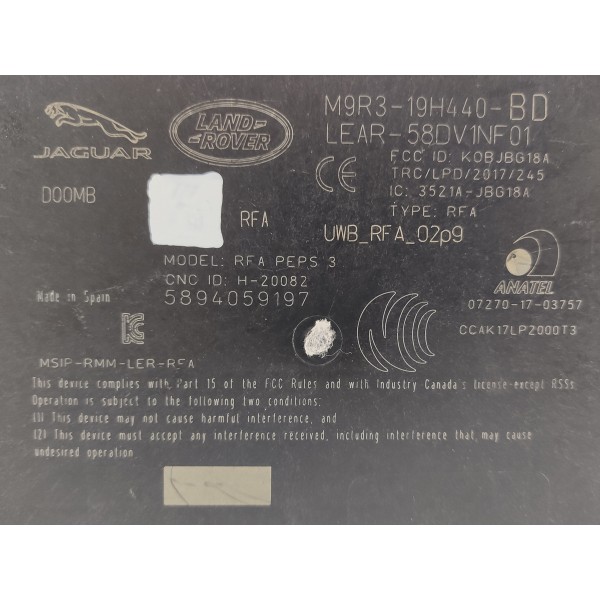 JAGUAR
LAND-
ROVER
M9R3-19H440-BD
LEAR-58DV1NF01
CE
FCC ID: KOBJBG18A
TRC/LPD/2017/245
IC: 3521A-JBG18A
TYPE: RFA
DOOMB
RFA
UWB_RFA_02p9
MODEL: RFA PEPS 3
CNC ID: H-20082
5894059197
Made in Spain
ANATEL
07270-17-03757
CCAK17LP2000T3
MSIP-RMM-LER-RFA
This device complies with Part 15 of the FCC Rules and with Industry Canada's license-except RSSs
Operation is subject to the following two conditions;
(1) This device may not cause harmful interference, and
(2) This device must accept any interference received, including interference that may cause
undesired operation